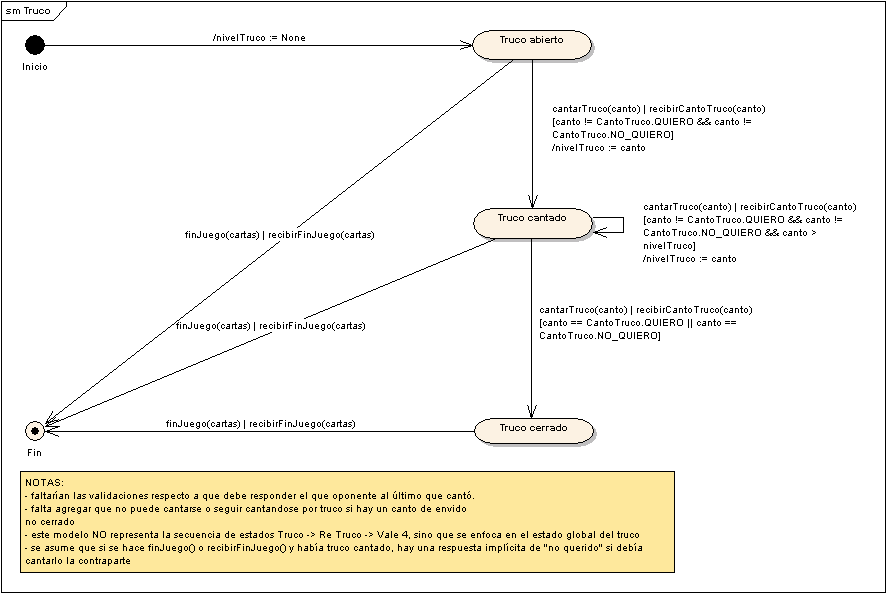 sm Truco
/nivelTruco := None
Truco abierto
Inicio
cantarTruco(canto) | recibirCantoTruco(canto)
[canto != CantoTruco.QUIERO && canto !=
CantoTruco.NO_QUIERO]
/nivelTruco := canto
Truco cantado
cantarTruco(canto) | recibirCantoTruco(canto)
[canto != CantoTruco.QUIERO && canto !=
CantoTruco.NO_QUIERO && canto >
nivelTruco]
/nivelTruco := canto
finJuego(cartas) | recibirFinJuego(cartas)
cantarTruco(canto) | recibirCantoTruco(canto)
[canto == CantoTruco.QUIERO || canto ==
CantoTruco.NO_QUIERO]
finJuego(cartas) | recibirFinJuego(cartas)
finJuego(cartas) | recibirFinJuego(cartas)
Truco cerrado
Fin
NOTAS:
- faltarían las validaciones respecto a que debe responder el que oponente al último que cantó.
- falta agregar que no puede cantarse o seguir cantandose por truco si hay un canto de envido
no cerrado
- este modelo NO representa la secuencia de estados Truco -> Re Truco -> Vale 4, sino que se enfoca en el estado global del truco
- se asume que si se hace finJuego() o recibirFinJuego() y había truco cantado, hay una respuesta implícita de "no querido" si debía
cantarlo la contraparte